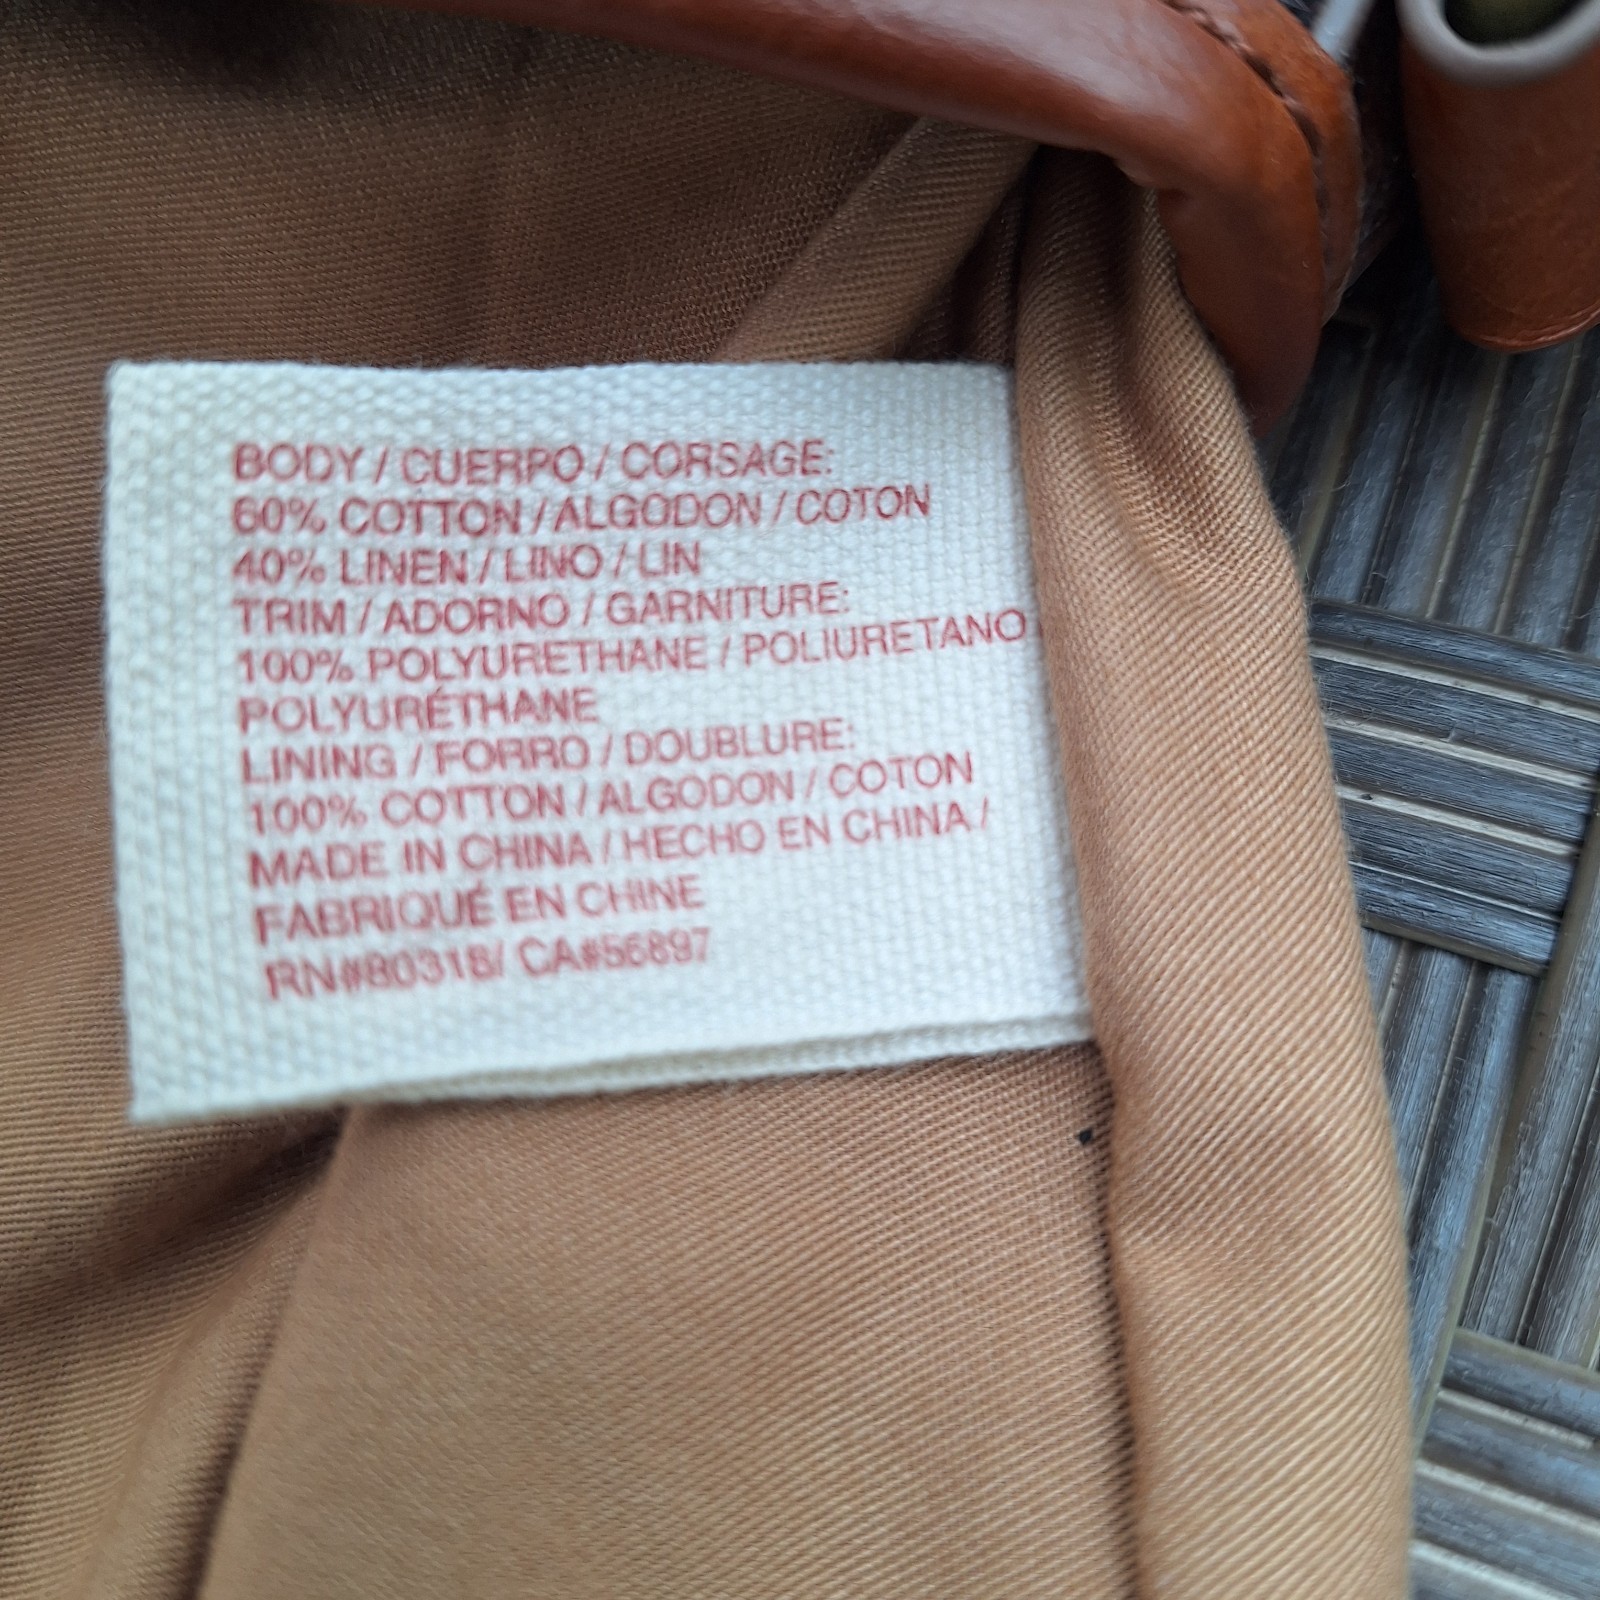 BODY / CUERPO / CORSAGE:
60% COTTON / ALGODON / COTON
40% LINEN / LINO / LIN
TRIM / ADORNO / GARNITURE:
100% POLYURETHANE / POLIURETANO
POLYURÉTHANE
LINING / FORRO / DOUBLURE:
100% COTTON / ALGODON / COTON
MADE IN CHINA / HECHO EN CHINA /
FABRIQUÉ EN CHINE
RN#80318/ CA#56897